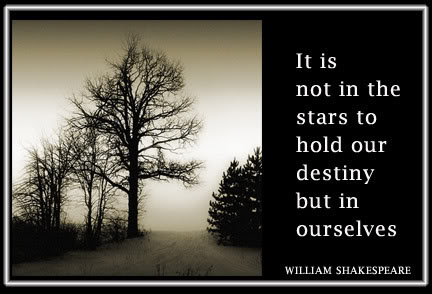 It is
not in the
stars to
hold our
destiny
but in
ourselves
WILLIAM SHAKESPEARE